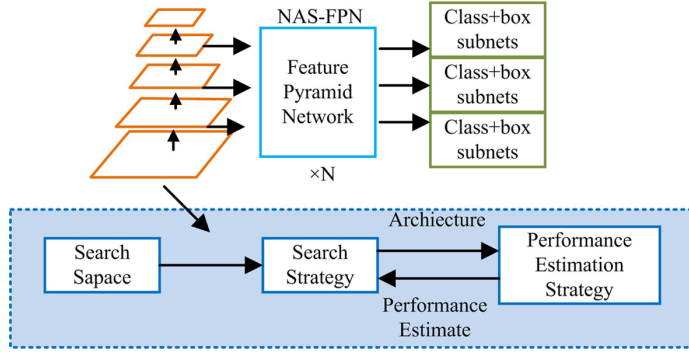 NAS-FPN
Feature
Pyramid
Network
×N
Class+box
subnets
Class+box
subnets
Class+box
subnets
Search
Sapace
Search
Strategy
Archiecture
Performance
Estimate
Performance
Estimation
Strategy